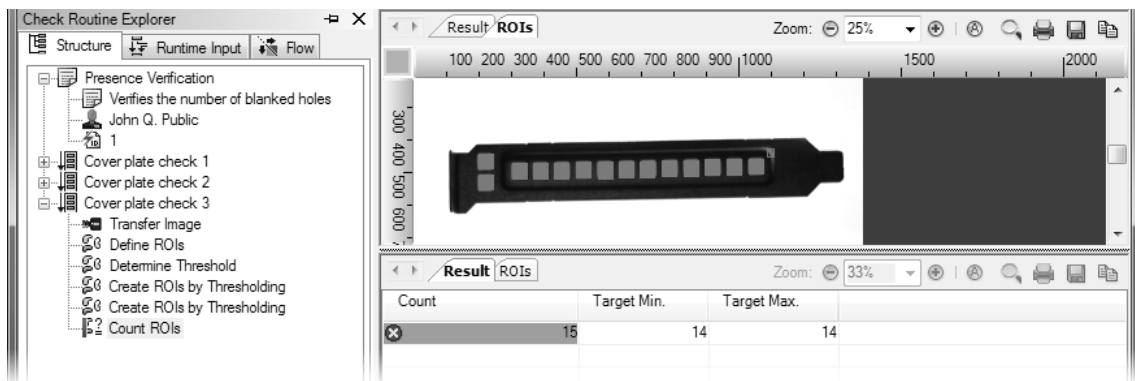 Check Routine Explorer
Structure Runtime Input Flow
Presence Verification
Verifies the number of blanked holes
John Q. Public
1
Cover plate check 1
Cover plate check 2
Cover plate check 3
Transfer Image
Define ROIs
Determine Threshold
Create ROIs by Thresholding
Create ROIs by Thresholding
Count ROIs
Result ROIs Zoom: 25%
100 200 300 400 500 600 700 800 900 1000 1500 2000
300
400
500
600
Result ROIs Zoom: 33%
Count Target Min. Target Max.
15 14 14